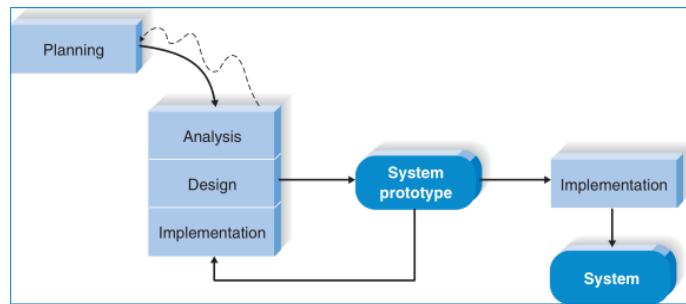 Planning
Analysis
Design
Implementation
System
prototype
Implementation
System